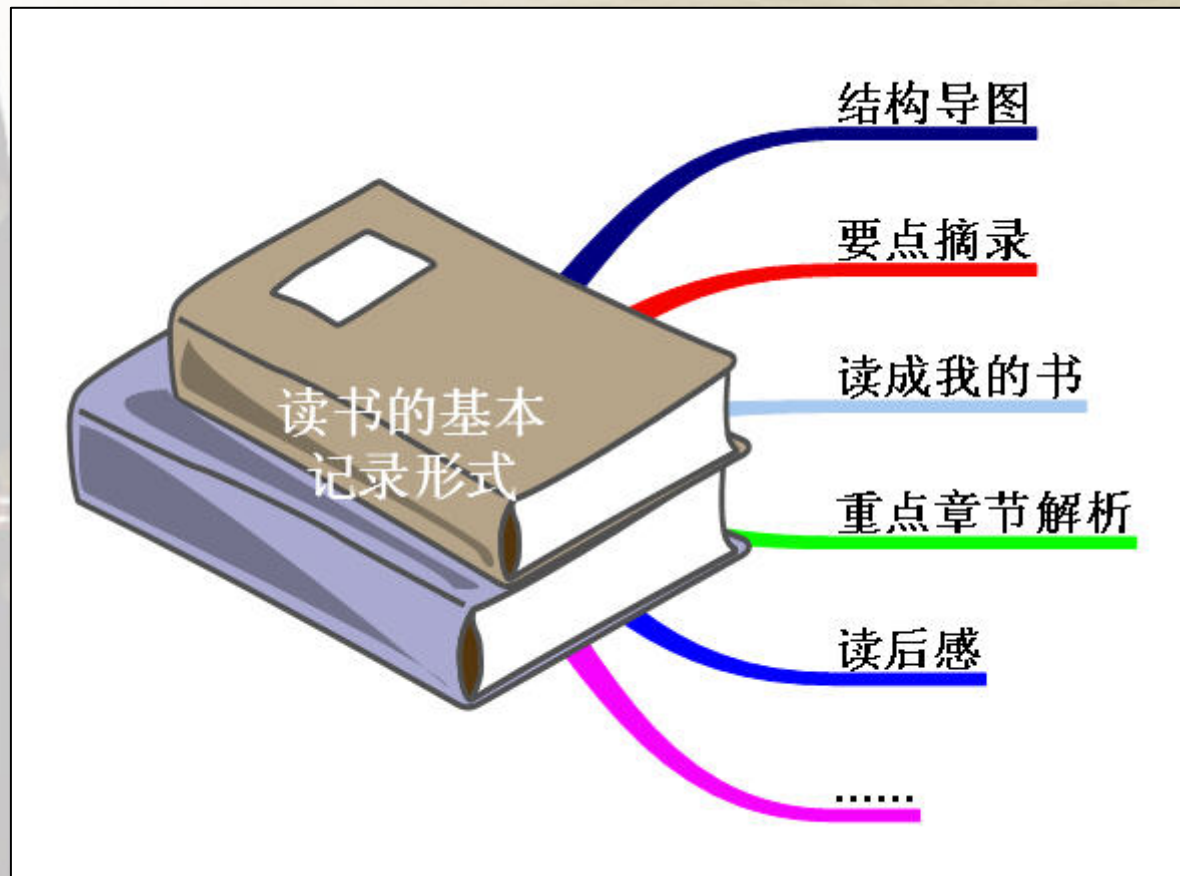 读书的基本
记录形式
结构导图
要点摘录
读成我的书
重点章节解析
读后感
……